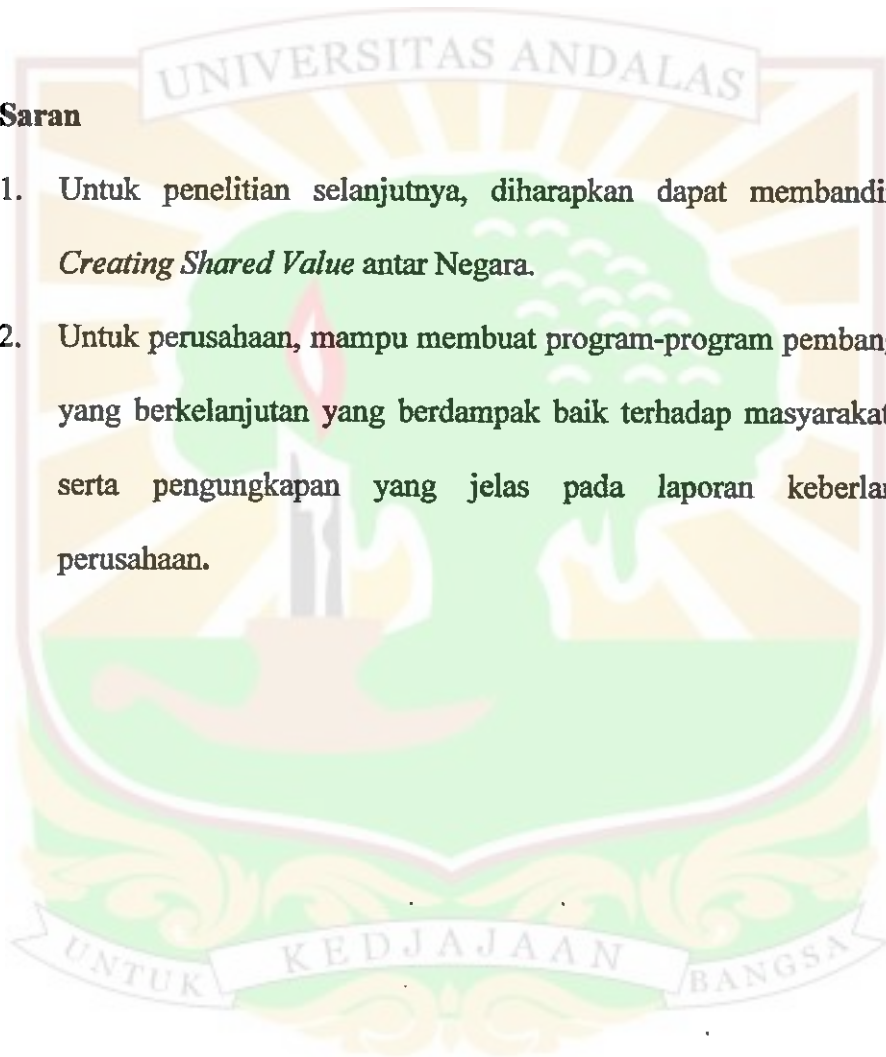 UNIVERSITAS ANDALAS
Saran
1. Untuk penelitian selanjutnya, diharapkan dapat membandi
Creating Shared Value antar Negara.
2. Untuk perusahaan, mampu membuat program-program pembang
yang berkelanjutan yang berdampak baik terhadap masyarakat
serta pengungkapan yang jelas pada laporan keberlan
perusahaan.
UNTUK KEDJAJAAN BANGSA